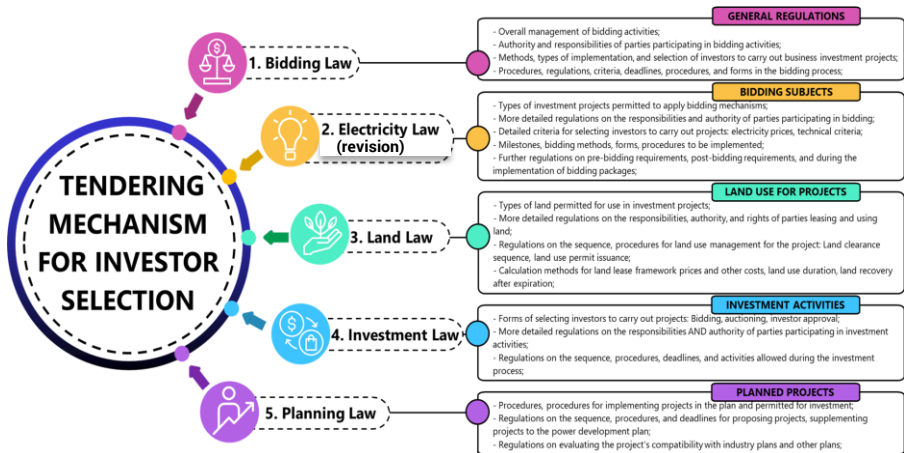 TENDERING
MECHANISM
FOR INVESTOR
SELECTION
1. Bidding Law
GENERAL REGULATIONS
- Overall management of bidding activities;
- Authority and responsibilities of parties participating in bidding activities;
- Methods, types of implementation, and selection of investors to carry out business investment projects;
- Procedures, regulations, criteria, deadlines, procedures, and forms in the bidding process;
2. Electricity Law
(revision)
BIDDING SUBJECTS
- Types of investment projects permitted to apply bidding mechanisms;
- More detailed regulations on the responsibilities and authority of parties participating in bidding;
- Detailed criteria for selecting investors to carry out projects: electricity prices, technical criteria;
- Milestones, bidding methods, forms, procedures to be implemented;
- Further regulations on pre-bidding requirements, post-bidding requirements, and during the
implementation of bidding packages;
3. Land Law
LAND USE FOR PROJECTS
- Types of land permitted for use in investment projects;
- More detailed regulations on the responsibilities, authority, and rights of parties leasing and using
land;
- Regulations on the sequence, procedures for land use management for the project: Land clearance
sequence, land use permit issuance;
- Calculation methods for land lease framework prices and other costs, land use duration, land recovery
after expiration;
4. Investment Law
INVESTMENT ACTIVITIES
- Forms of selecting investors to carry out projects: Bidding, auctioning, investor approval;
- More detailed regulations on the responsibilities AND authority of parties participating in investment
activities;
- Regulations on the sequence, procedures, deadlines, and activities allowed during the investment
process;
5. Planning Law
PLANNED PROJECTS
- Procedures, procedures for implementing projects in the plan and permitted for investment;
- Regulations on the sequence, procedures, and deadlines for proposing projects, supplementing
projects to the power development plan;
- Regulations on evaluating the project's compatibility with industry plans and other plans;